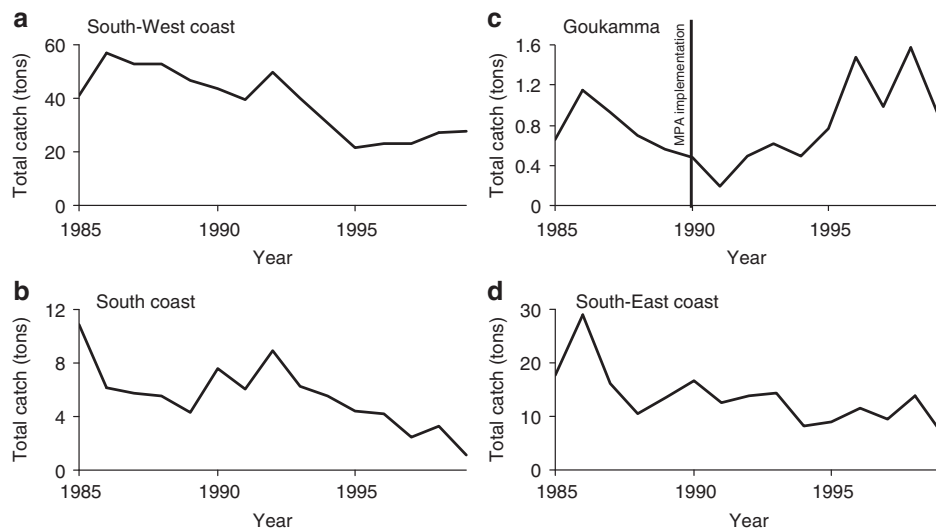 a
South-West coast
Total catch (tons)
60
40
20
0
1985
1990
1995
Year
c
Goukamma
MPA implementation
Total catch (tons)
1.6
1.2
0.8
0.4
0
1985
1990
1995
Year
b
South coast
Total catch (tons)
12
8
4
0
1985
1990
1995
Year
d
South-East coast
Total catch (tons)
30
20
10
0
1985
1990
1995
Year